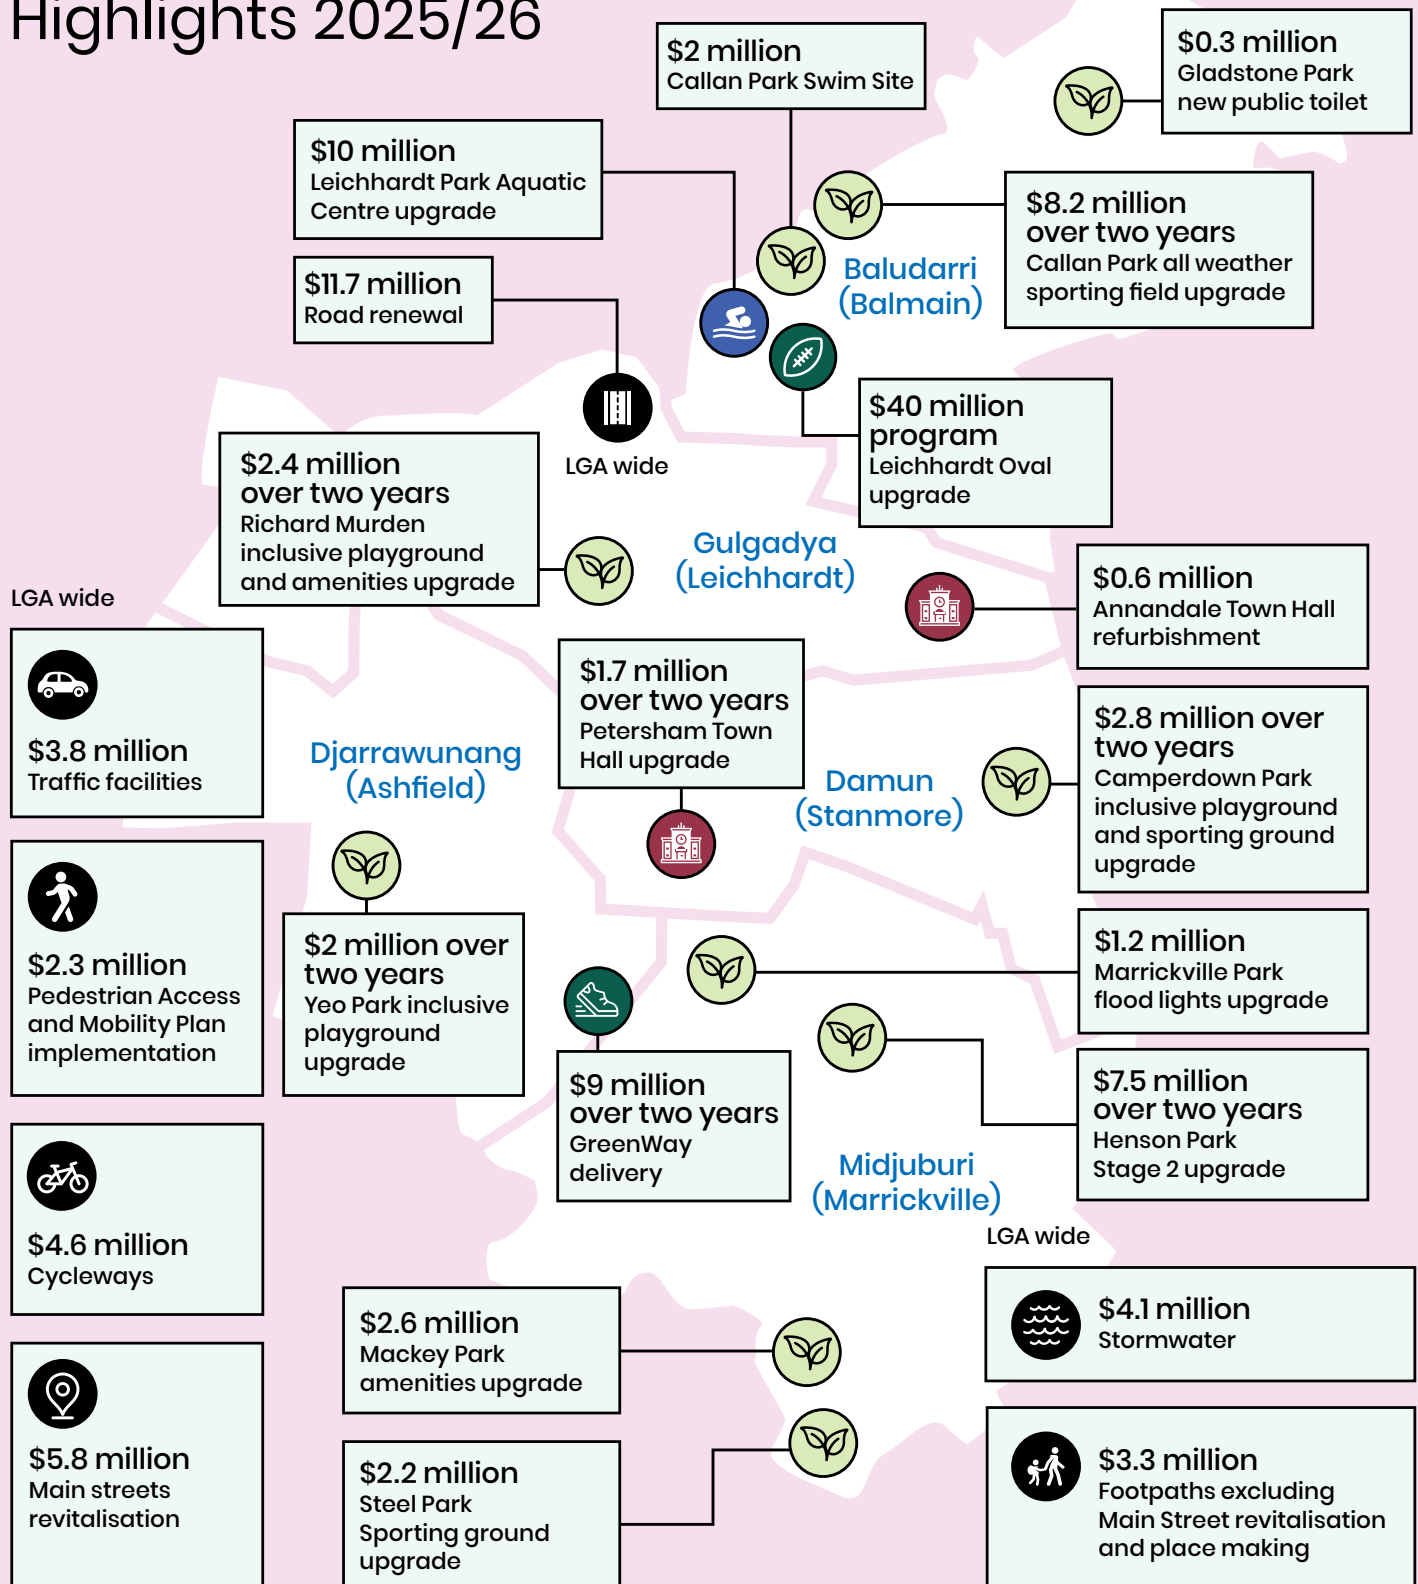 Highlights 2025/26
$2 million
Callan Park Swim Site
$0.3 million
Gladstone Park
new public toilet
$10 million
Leichhardt Park Aquatic
Centre upgrade
$8.2 million
over two years
Callan Park all weather
sporting field upgrade
$11.7 million
Road renewal
LGA wide
Baludarri
(Balmain)
$40 million
program
Leichhardt Oval
upgrade
$2.4 million
over two years
Richard Murden
inclusive playground
and amenities upgrade
Gulgadya
(Leichhardt)
$0.6 million
Annandale Town Hall
refurbishment
LGA wide
$3.8 million
Traffic facilities
$1.7 million
over two years
Petersham Town
Hall upgrade
Djarrawunang
(Ashfield)
Damun
(Stanmore)
$2.8 million over
two years
Camperdown Park
inclusive playground
and sporting ground
upgrade
$2.3 million
Pedestrian Access
and Mobility Plan
implementation
$2 million over
two years
Yeo Park inclusive
playground
upgrade
$1.2 million
Marrickville Park
flood lights upgrade
$9 million
over two years
GreenWay
delivery
$7.5 million
over two years
Henson Park
Stage 2 upgrade
Midjuburi
(Marrickville)
$4.6 million
Cycleways
LGA wide
$4.1 million
Stormwater
$2.6 million
Mackey Park
amenities upgrade
$5.8 million
Main streets
revitalisation
$2.2 million
Steel Park
Sporting ground
upgrade
$3.3 million
Footpaths excluding
Main Street revitalisation
and place making